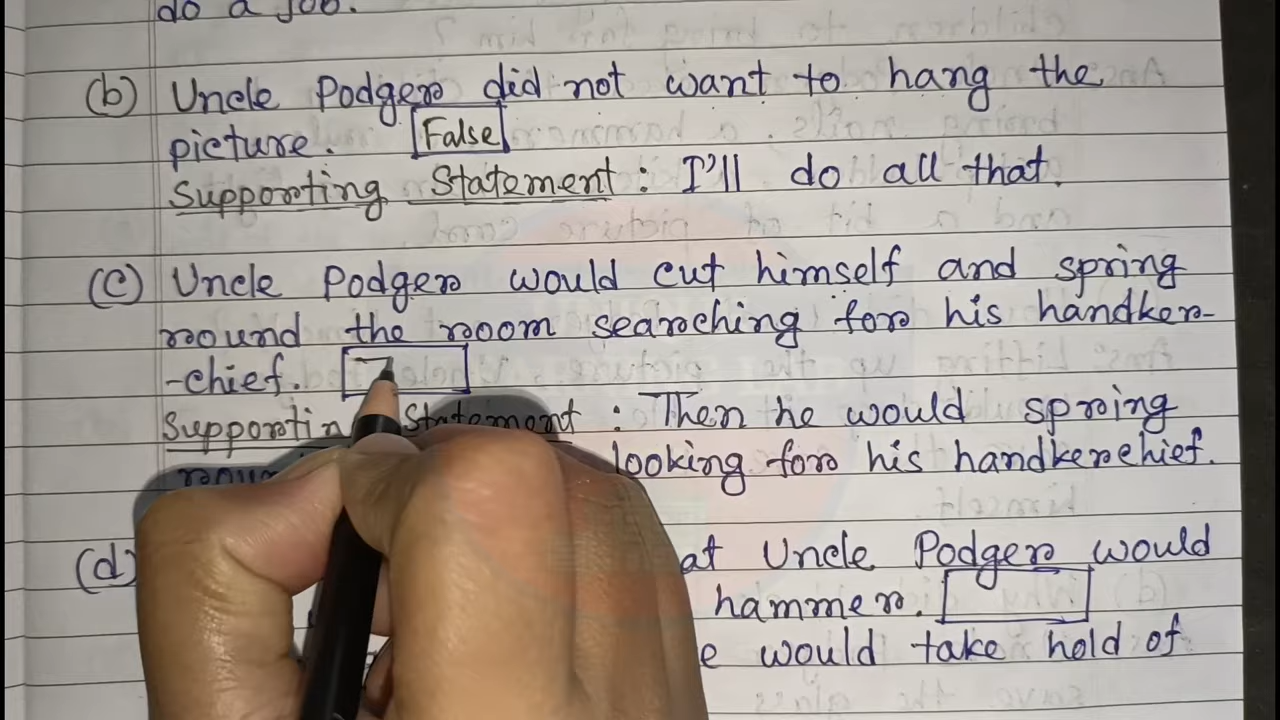 do a job.
(b) Uncle Podger did not want to hang the
picture. False
Supporting Statement : I'll do all that.
(c) Uncle Podger would cut himself and spring
round the room searching for his handker-
-chief.
Supportin Statement : Then he would spring
looking for his handkerchief.
(d) at Uncle Podger would
hammer.
would take hold of